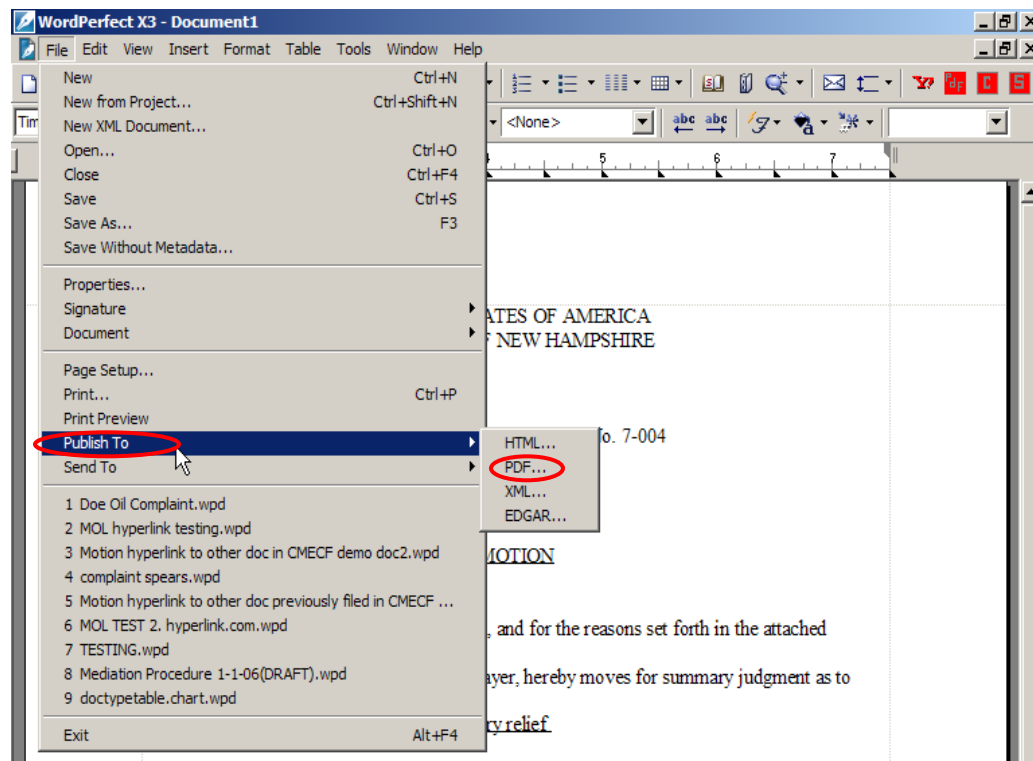 WordPerfect X3 - Document1
File Edit View Insert Format Table Tools Window Help
New Ctrl+N
New from Project... Ctrl+Shift+N
New XML Document...
Open... Ctrl+O
Close Ctrl+F4
Save Ctrl+S
Save As... F3
Save Without Metadata...
Properties...
Signature
Document
Page Setup...
Print... Ctrl+P
Print Preview
Publish To
Send To
1 Doe Oil Complaint.wpd
2 MOL hyperlink testing.wpd
3 Motion hyperlink to other doc in CMECF demo doc2.wpd
4 complaint spears.wpd
5 Motion hyperlink to other doc previously filed in CMECF ...
6 MOL TEST 2. hyperlink.com.wpd
7 TESTING.wpd
8 Mediation Procedure 1-1-06(DRAFT).wpd
9 doctypetable.chart.wpd
Exit Alt+F4
HTML...
PDF...
XML...
EDGAR...
Tim
<None>
abc abc
5 6 7
ATES OF AMERICA
F NEW HAMPSHIRE
o. 7-004
MOTION
, and for the reasons set forth in the attached
ayer, hereby moves for summary judgment as to
ry relief